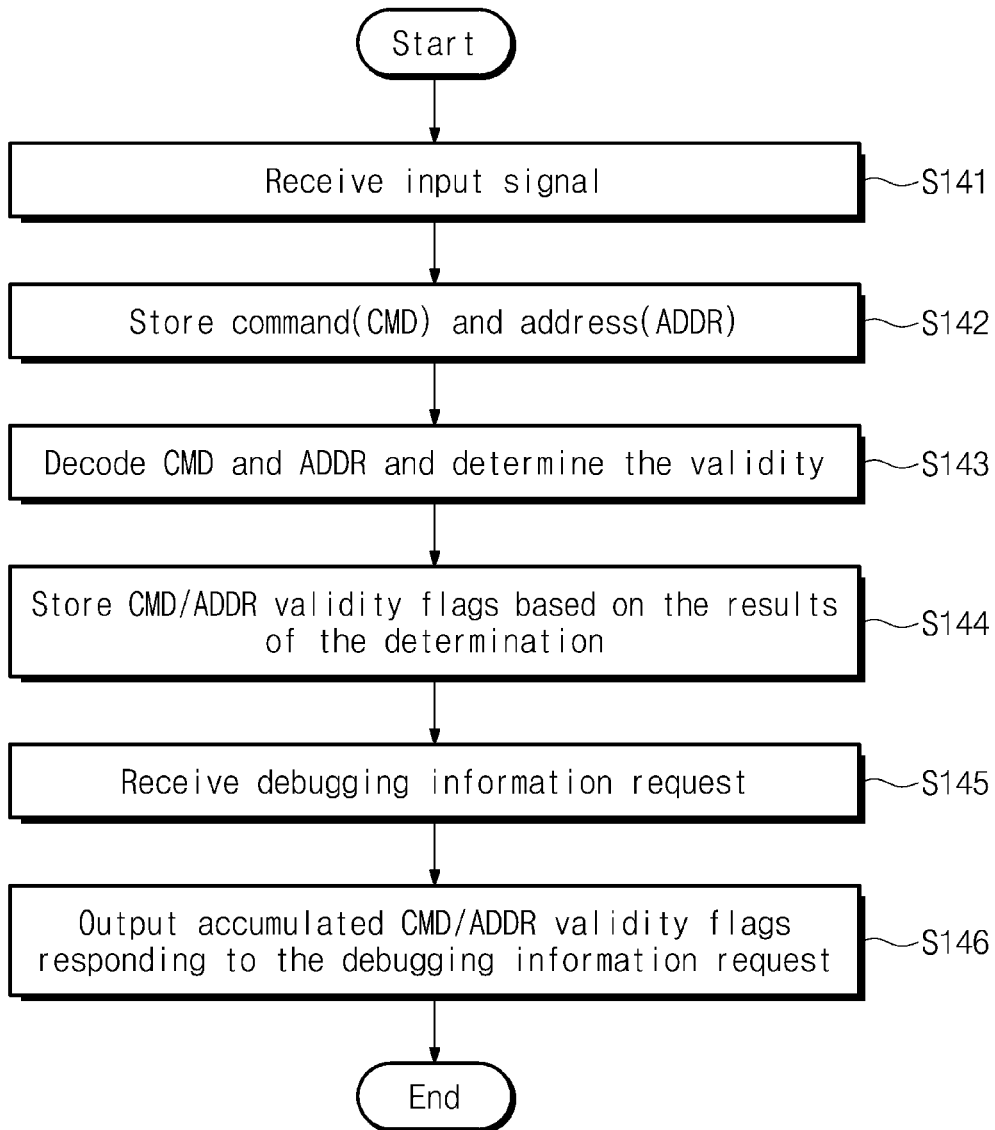 Start
Receive input signal
S141
Store command(CMD) and address(ADDR)
S142
Decode CMD and ADDR and determine the validity
S143
Store CMD/ADDR validity flags based on the results
of the determination
S144
Receive debugging information request
S145
Output accumulated CMD/ADDR validity flags
responding to the debugging information request
S146
End